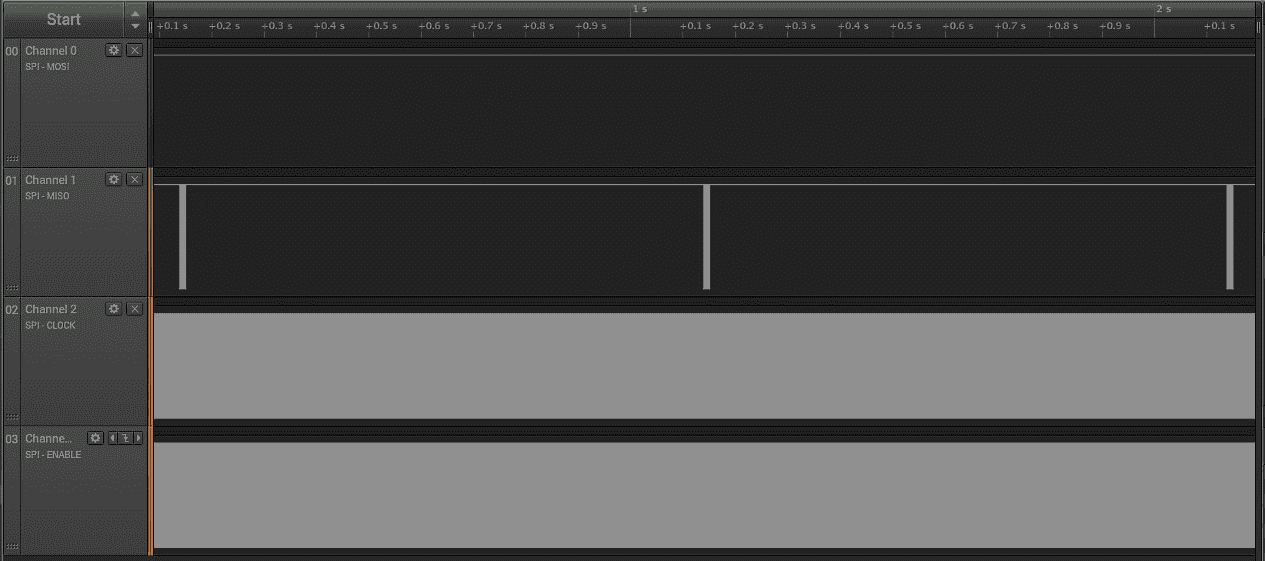 Start
1 s
2 s
+0.1 s +0.2 s +0.3 s +0.4 s +0.5 s +0.6 s +0.7 s +0.8 s +0.9 s +0.1 s +0.2 s +0.3 s +0.4 s +0.5 s +0.6 s +0.7 s +0.8 s +0.9 s +0.1 s
00 Channel 0
SPI - MOSI
01 Channel 1
SPI - MISO
02 Channel 2
SPI - CLOCK
03 Channe...
SPI - ENABLE